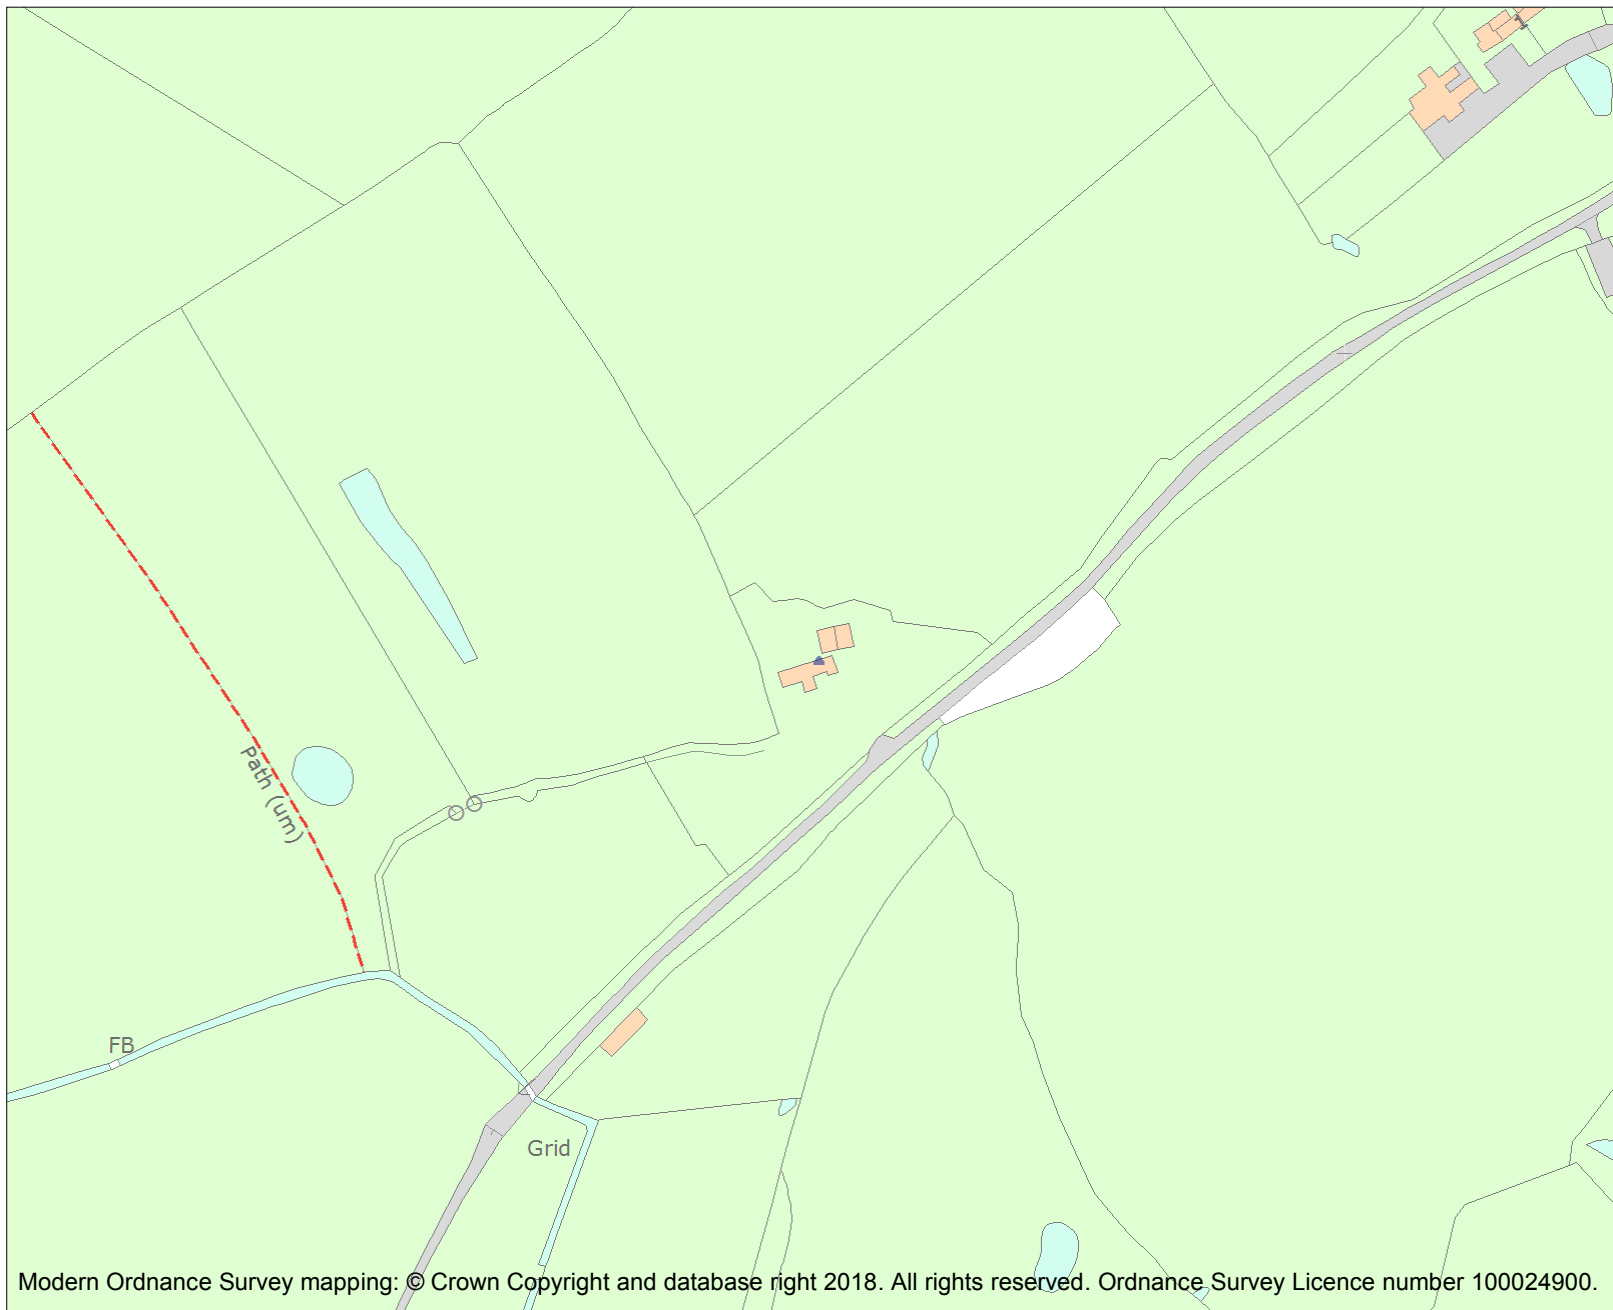 1
Path (um)
FB
Grid
Modern Ordnance Survey mapping: © Crown Copyright and database right 2018. All rights reserved. Ordnance Survey Licence number 100024900.